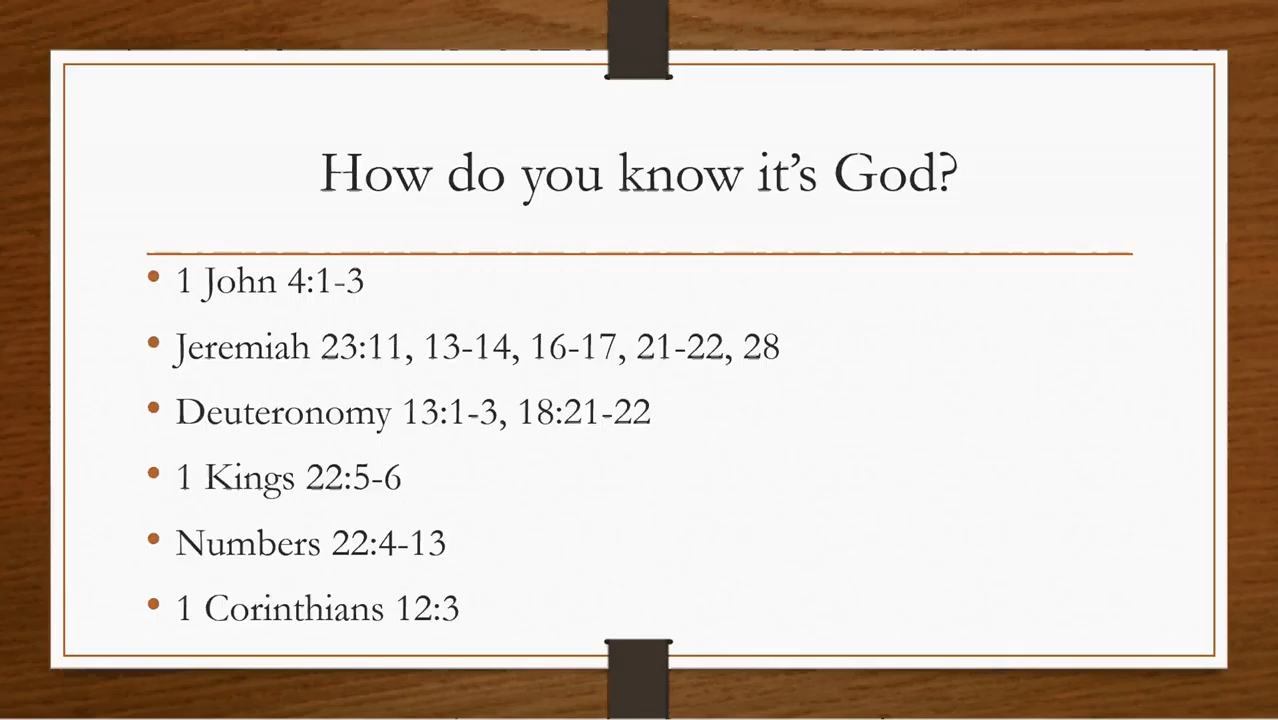 How do you know it’s God?
• 1 John 4:1-3
• Jeremiah 23:11, 13-14, 16-17, 21-22, 28
• Deuteronomy 13:1-3, 18:21-22
• 1 Kings 22:5-6
• Numbers 22:4-13
• 1 Corinthians 12:3